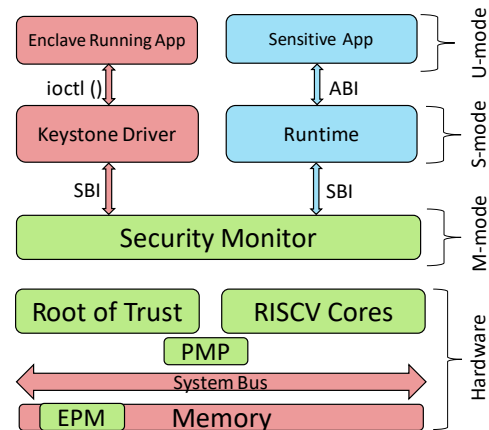 Enclave Running App
Sensitive App
U-mode
ioctl ()
ABI
Keystone Driver
Runtime
S-mode
SBI
SBI
Security Monitor
M-mode
Root of Trust
RISCV Cores
PMP
System Bus
EPM
Memory
Hardware